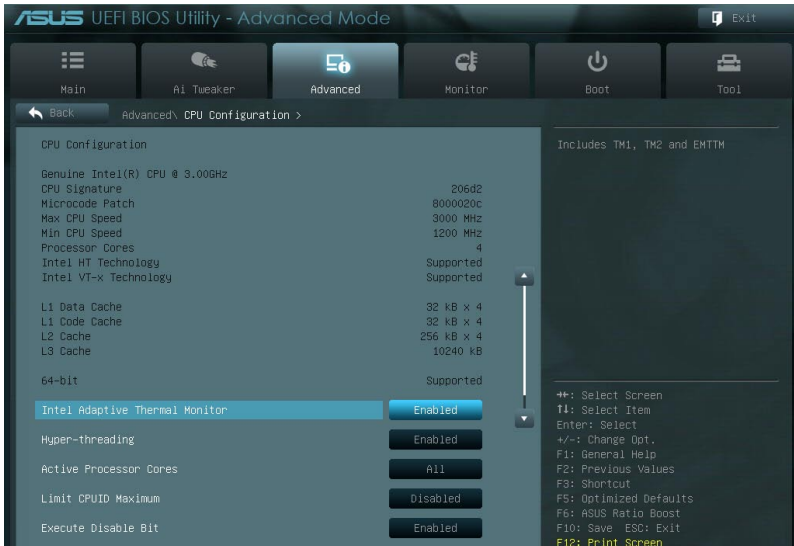 ASUS UEFI BIOS Utility - Advanced Mode
Exit
Main
Ai Tweaker
Advanced
Monitor
Boot
Tool
Back
Advanced\ CPU Configuration >
CPU Configuration
Genuine Intel(R) CPU @ 3.00GHz
CPU Signature 206d2
Microcode Patch 8000020c
Max CPU Speed 3000 MHz
Min CPU Speed 1200 MHz
Processor Cores 4
Intel HT Technology Supported
Intel VT-x Technology Supported
L1 Data Cache 32 kB x 4
L1 Code Cache 32 kB x 4
L2 Cache 256 kB x 4
L3 Cache 10240 kB
64-bit Supported
Intel Adaptive Thermal Monitor Enabled
Hyper-threading Enabled
Active Processor Cores All
Limit CPUID Maximum Disabled
Execute Disable Bit Enabled
Includes TM1, TM2 and EMTTM
→←: Select Screen
↑↓: Select Item
Enter: Select
+/-: Change Opt.
F1: General Help
F2: Previous Values
F3: Shortcut
F5: Optimized Defaults
F6: ASUS Ratio Boost
F10: Save ESC: Exit
F12: Print Screen